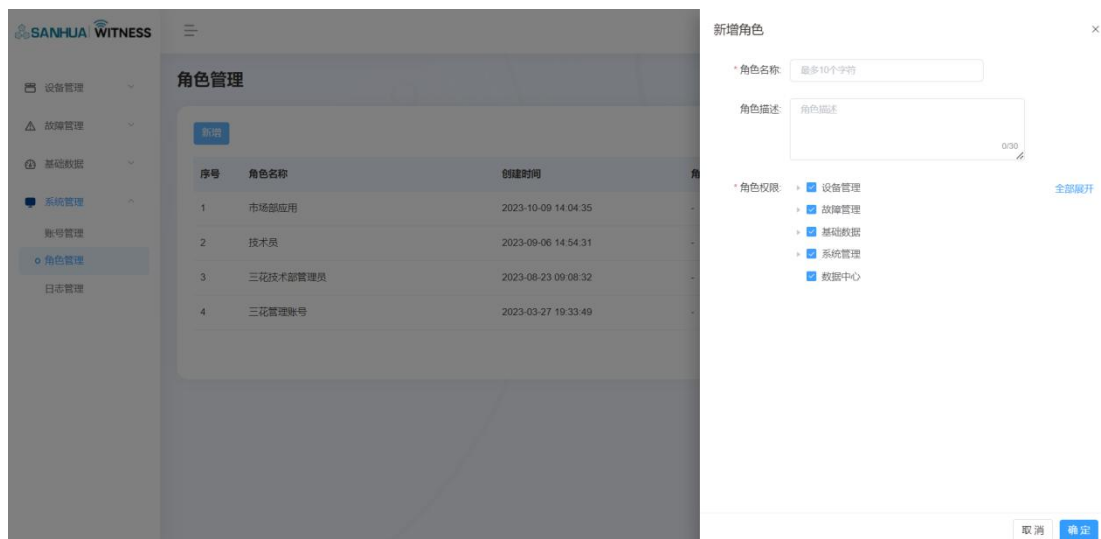 SANHUA WITNESS
设备管理
故障管理
基础数据
系统管理
账号管理
角色管理
日志管理
角色管理
新增
序号 角色名称 创建时间 角
1 市场部应用 2023-10-09 14:04:35 -
2 技术员 2023-09-06 14:54:31 -
3 三花技术部管理员 2023-08-23 09:08:32 -
4 三花管理账号 2023-03-27 19:33:49 -
新增角色 ×
* 角色名称: 最多10个字符
角色描述: 角色描述
0/30
* 角色权限: 设备管理 全部展开
故障管理
基础数据
系统管理
数据中心
取消 确定